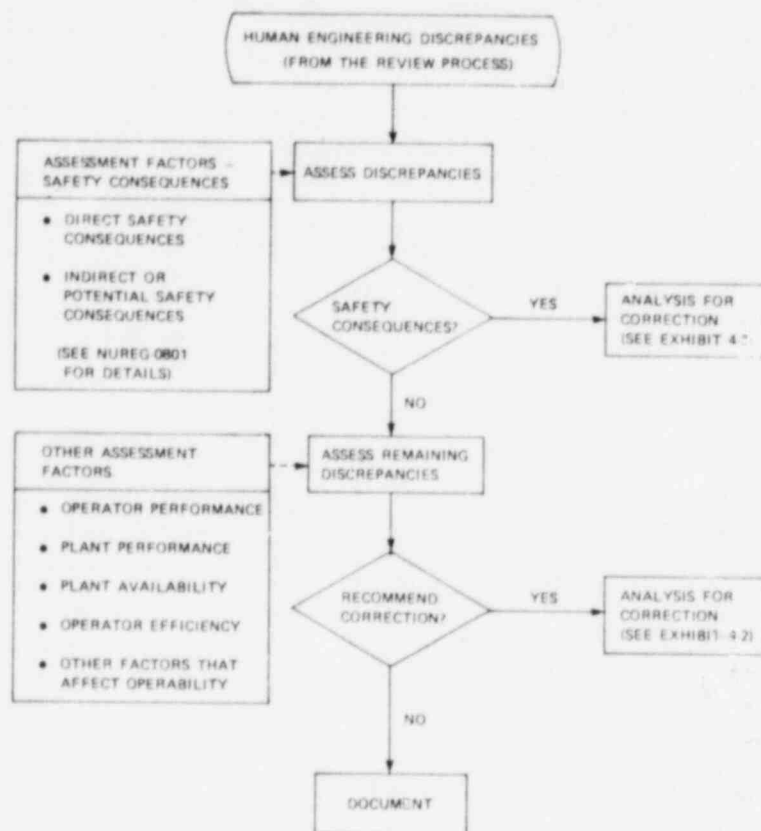 HUMAN ENGINEERING DISCREPANCIES
(FROM THE REVIEW PROCESS)
ASSESSMENT FACTORS –
SAFETY CONSEQUENCES
• DIRECT SAFETY
CONSEQUENCES
• INDIRECT OR
POTENTIAL SAFETY
CONSEQUENCES
(SEE NUREG-0801
FOR DETAILS)
ASSESS DISCREPANCIES
SAFETY
CONSEQUENCES?
YES
ANALYSIS FOR
CORRECTION
(SEE EXHIBIT
NO
OTHER ASSESSMENT
FACTORS
• OPERATOR PERFORMANCE
• PLANT PERFORMANCE
• PLANT AVAILABILITY
• OPERATOR EFFICIENCY
• OTHER FACTORS THAT
AFFECT OPERABILITY
ASSESS REMAINING
DISCREPANCIES
RECOMMEND
CORRECTION?
YES
ANALYSIS FOR
CORRECTION
(SEE EXHIBIT 4-2)
NO
DOCUMENT